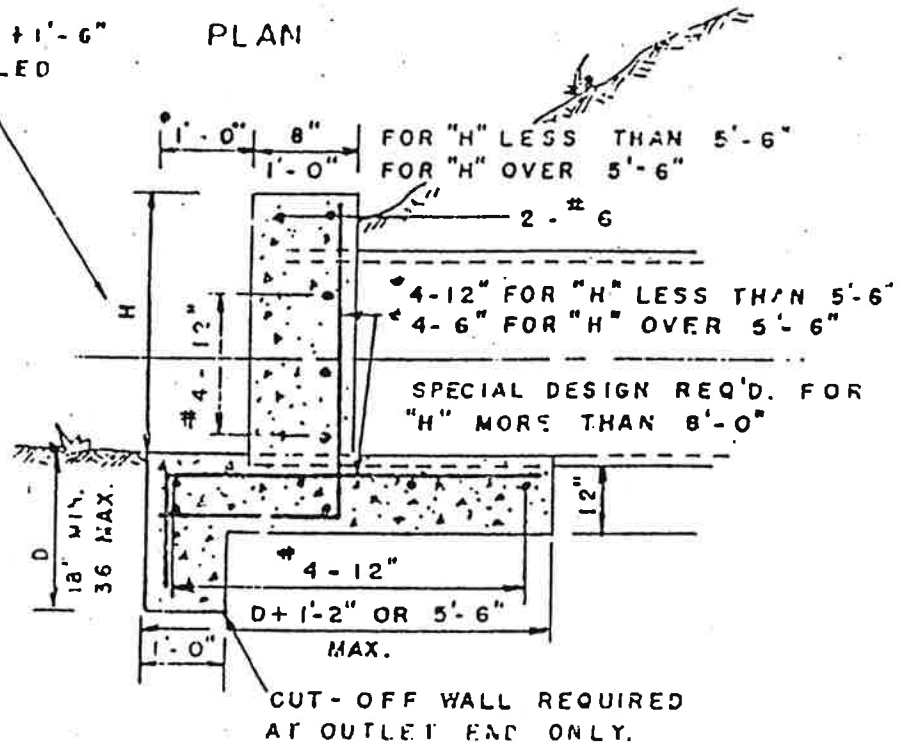 + 1'-6"
LED
PLAN
1'-0"
8"
1'-0"
FOR "H" LESS THAN 5'-6"
FOR "H" OVER 5'-6"
2 - # 6
H
# 4 - 12"
#4-12" FOR "H" LESS THAN 5'-6"
#4-6" FOR "H" OVER 5'-6"
SPECIAL DESIGN REQ'D. FOR
"H" MORE THAN 8'-0"
D
18" MIN.
36 MAX.
12"
# 4 - 12"
D + 1'-2" OR 5'-6"
MAX.
1'-0"
CUT-OFF WALL REQUIRED
AT OUTLET END ONLY.